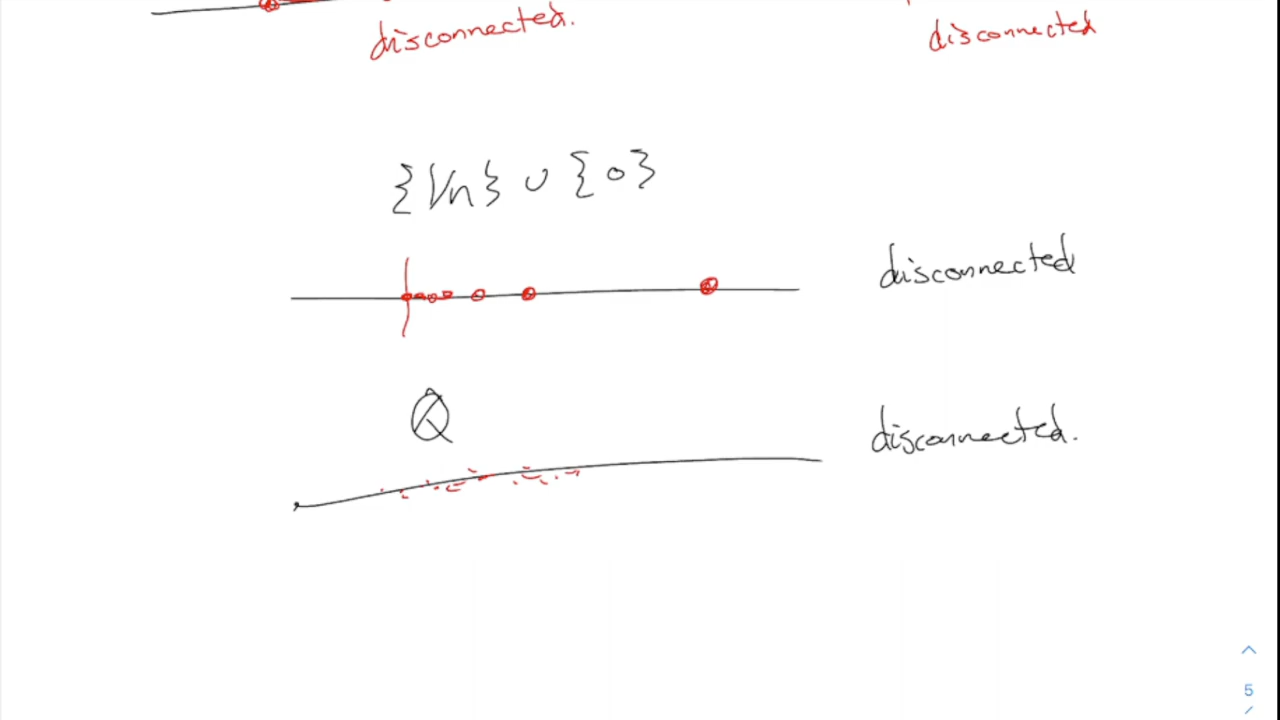 disconnected. disconnected
{1/n} ∪ {0}
disconnected
Q
disconnected.
5